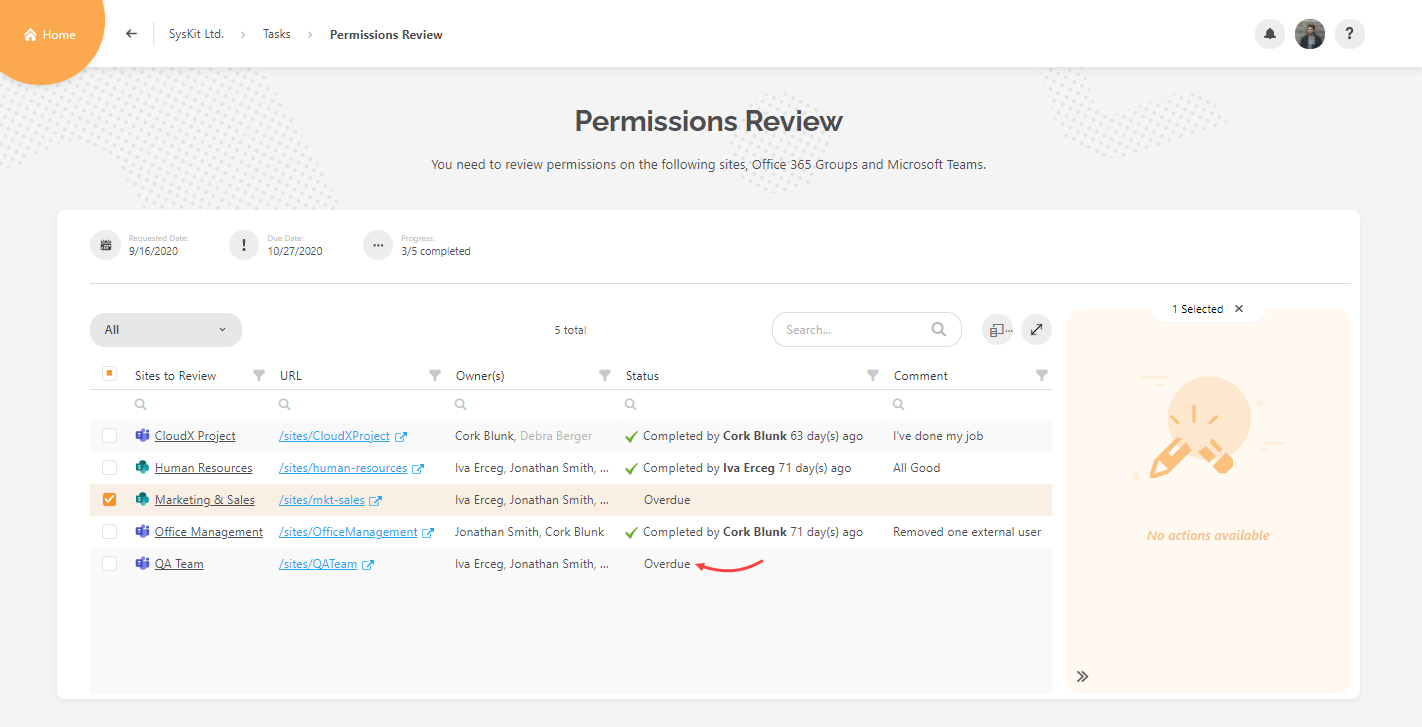 Home
SysKit Ltd. > Tasks > Permissions Review
?
Permissions Review
You need to review permissions on the following sites, Office 365 Groups and Microsoft Teams.
Requested Date: Due Date: Progress:
9/16/2020 10/27/2020 3/5 completed
1 Selected ✕
All 5 total Search...
Sites to Review URL Owner(s) Status Comment
CloudX Project /sites/CloudXProject Cork Blunk, Debra Berger Completed by Cork Blunk 63 day(s) ago I've done my job
Human Resources /sites/human-resources Iva Erceg, Jonathan Smith, ... Completed by Iva Erceg 71 day(s) ago All Good
Marketing & Sales /sites/mkt-sales Iva Erceg, Jonathan Smith, ... Overdue
Office Management /sites/OfficeManagement Jonathan Smith, Cork Blunk Completed by Cork Blunk 71 day(s) ago Removed one external user
No actions available
QA Team /sites/QATeam Iva Erceg, Jonathan Smith, ... Overdue